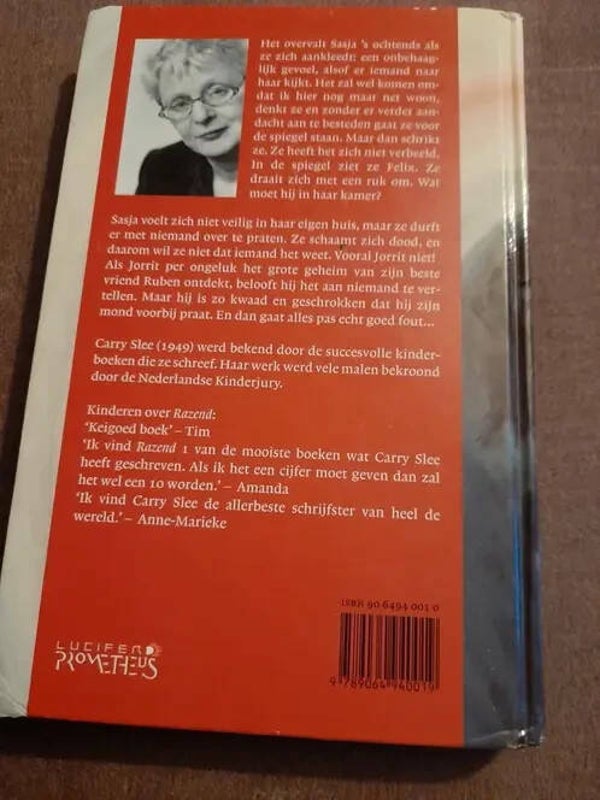 Het overvalt Sasja 's ochtends als
ze zich aankleedt: een onbehaag-
lijk gevoel, alsof er iemand naar
haar kijkt. Het zal wel komen om-
dat ik hier nog maar net woon,
denkt ze en zonder er verder aan-
dacht aan te besteden gaat ze voor
de spiegel staan. Maar dan schrikt
ze. Ze heeft het zich niet verbeeld.
In de spiegel ziet ze Felix. Ze
draait zich met een ruk om. Wat
moet hij in haar kamer?
Sasja voelt zich niet veilig in haar eigen huis, maar ze durft
er met niemand over te praten. Ze schaamt zich dood, en
daarom wil ze niet dat iemand het weet. Vooral Jorrit niet!
Als Jorrit per ongeluk het grote geheim van zijn beste
vriend Ruben ontdekt, belooft hij het aan niemand te ver-
tellen. Maar hij is zo kwaad en geschrokken dat hij zijn
mond voorbij praat. En dan gaat alles pas echt goed fout...
Carry Slee (1949) werd bekend door de succesvolle kinder-
boeken die ze schreef. Haar werk werd vele malen bekroond
door de Nederlandse Kinderjury.
Kinderen over Razend:
'Keigoed boek' – Tim
'Ik vind Razend 1 van de mooiste boeken wat Carry Slee
heeft geschreven. Als ik het een cijfer moet geven dan zal
het wel een 10 worden.' – Amanda
'Ik vind Carry Slee de allerbeste schrijfster van heel de
wereld.' – Anne-Marieke
ISBN 90 6494 001 0
9 789064 940019
LUCIFER
PROMETHEUS